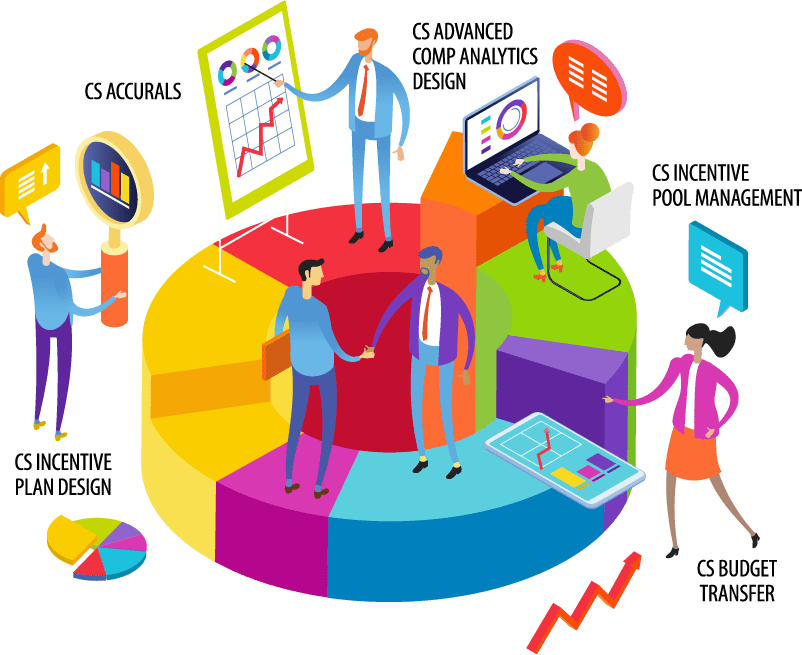 CS ACCURALS
CS ADVANCED
COMP ANALYTICS
DESIGN
CS INCENTIVE
POOL MANAGEMENT
CS INCENTIVE
PLAN DESIGN
CS BUDGET
TRANSFER